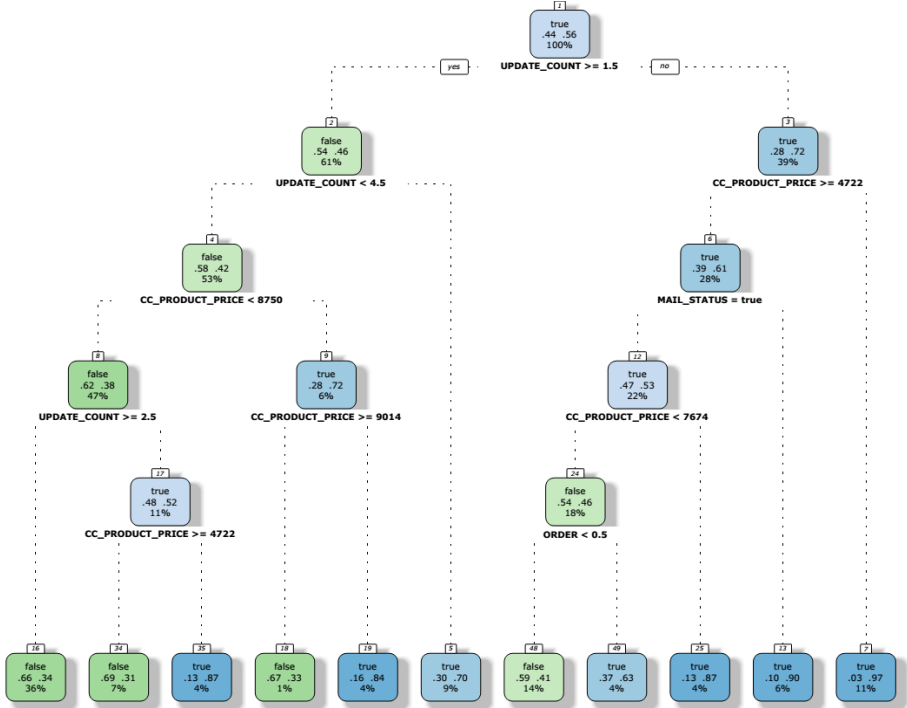 1
true
.44 .56
100%
yes UPDATE_COUNT >= 1.5 no
2
false
.54 .46
61%
UPDATE_COUNT < 4.5
3
true
.28 .72
39%
CC_PRODUCT_PRICE >= 4722
4
false
.58 .42
53%
CC_PRODUCT_PRICE < 8750
6
true
.39 .61
28%
MAIL_STATUS = true
8
false
.62 .38
47%
UPDATE_COUNT >= 2.5
9
true
.28 .72
6%
CC_PRODUCT_PRICE >= 9014
12
true
.47 .53
22%
CC_PRODUCT_PRICE < 7674
17
true
.48 .52
11%
CC_PRODUCT_PRICE >= 4722
24
false
.54 .46
18%
ORDER < 0.5
16
false
.66 .34
36%
34
false
.69 .31
7%
35
true
.13 .87
4%
18
false
.67 .33
1%
19
true
.16 .84
4%
5
true
.30 .70
9%
48
false
.59 .41
14%
49
true
.37 .63
4%
25
true
.13 .87
4%
13
true
.10 .90
6%
7
true
.03 .97
11%